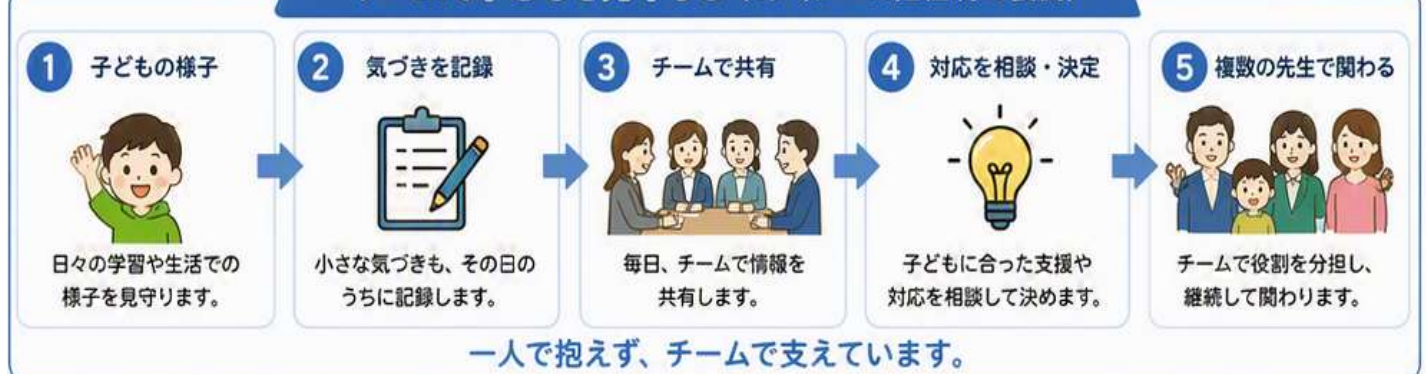 1 子どもの様子
日々の学習や生活での
様子を見守ります。
2 気づきを記録
小さな気づきも、その日の
うちに記録します。
3 チームで共有
毎日、チームで情報を
共有します。
4 対応を相談・決定
子どもに合った支援や
対応を相談して決めます。
5 複数の先生で関わる
チームで役割を分担し、
継続して関わります。
一人で抱えず、チームで支えています。